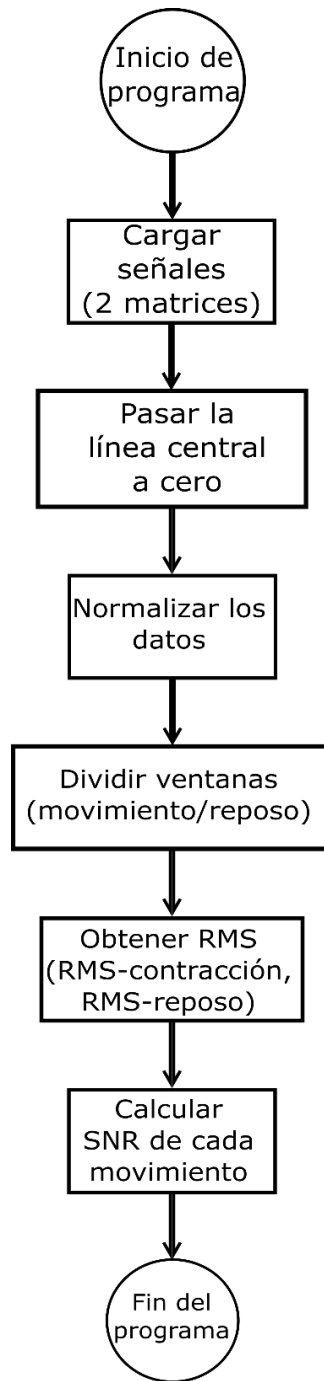 Inicio de
programa
Cargar
señales
(2 matrices)
Pasar la
línea central
a cero
Normalizar los
datos
Dividir ventanas
(movimiento/reposo)
Obtener RMS
(RMS-contracción,
RMS-reposo)
Calcular
SNR de cada
movimiento
Fin del
programa